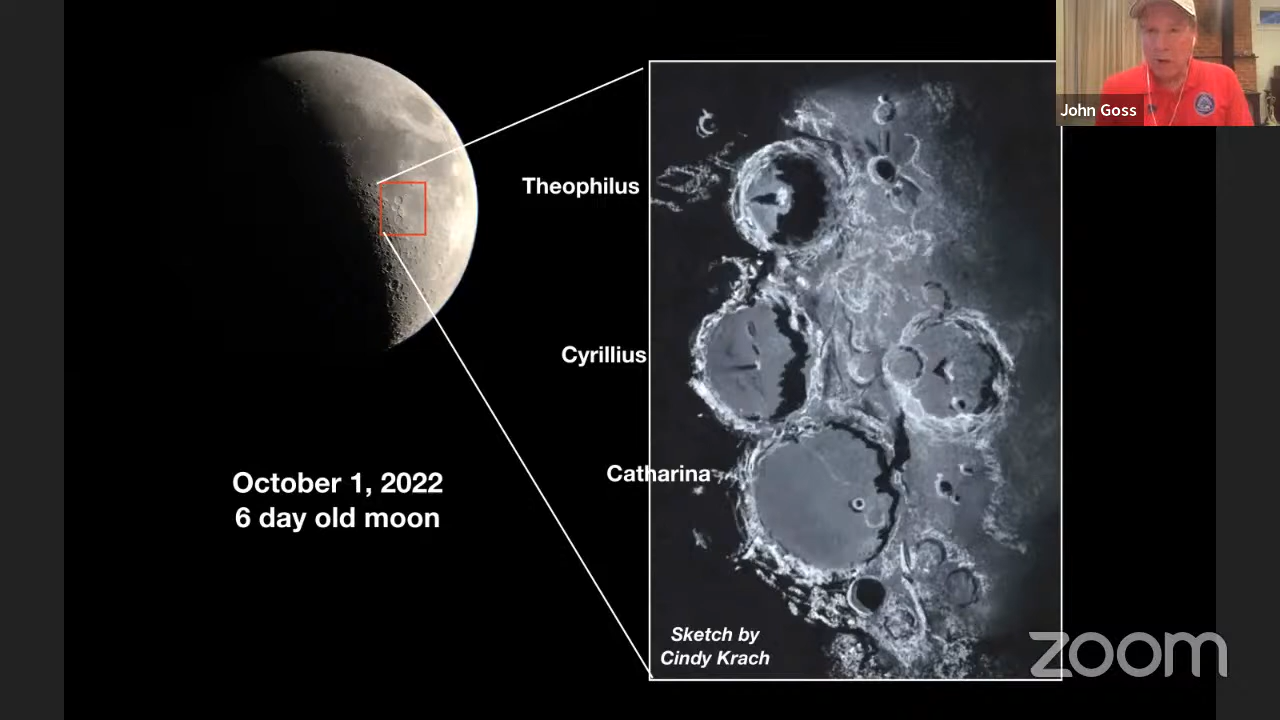 John Goss
Theophilus
Cyrillius
Catharina
October 1, 2022
6 day old moon
Sketch by
Cindy Krach
zoom